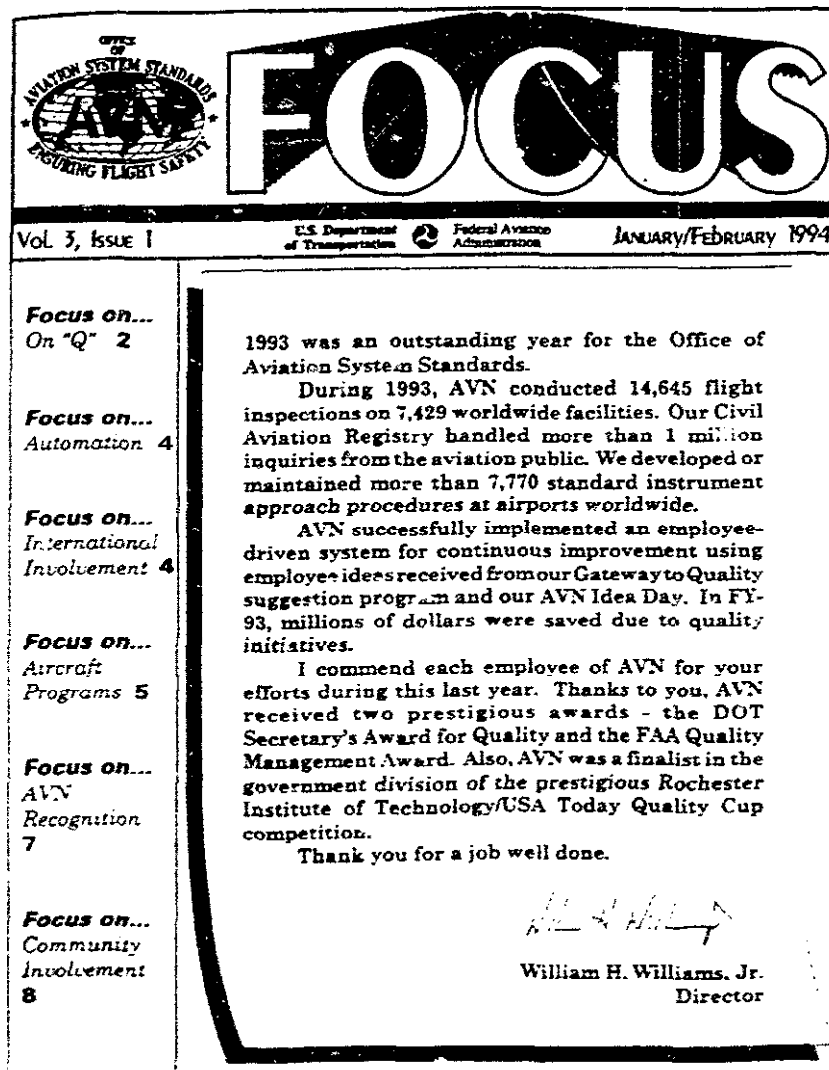 OFFICE
OF
AVIATION SYSTEM STANDARDS
AVN
ENSURING FLIGHT SAFETY
FOCUS
Vol. 3, Issue 1
U.S. Department
of Transportation
Federal Aviation
Administration
January/February 1994
Focus on...
On "Q" 2
Focus on...
Automation 4
Focus on...
International
Involvement 4
Focus on...
Aircraft
Programs 5
Focus on...
AVN
Recognition
7
Focus on...
Community
Involvement
8
1993 was an outstanding year for the Office of
Aviation System Standards.
During 1993, AVN conducted 14,645 flight
inspections on 7,429 worldwide facilities. Our Civil
Aviation Registry handled more than 1 million
inquiries from the aviation public. We developed or
maintained more than 7,770 standard instrument
approach procedures at airports worldwide.
AVN successfully implemented an employee-
driven system for continuous improvement using
employee ideas received from our Gateway to Quality
suggestion program and our AVN Idea Day. In FY-
93, millions of dollars were saved due to quality
initiatives.
I commend each employee of AVN for your
efforts during this last year. Thanks to you, AVN
received two prestigious awards - the DOT
Secretary's Award for Quality and the FAA Quality
Management Award. Also, AVN was a finalist in the
government division of the prestigious Rochester
Institute of Technology/USA Today Quality Cup
competition.
Thank you for a job well done.
William H. Williams, Jr.
Director